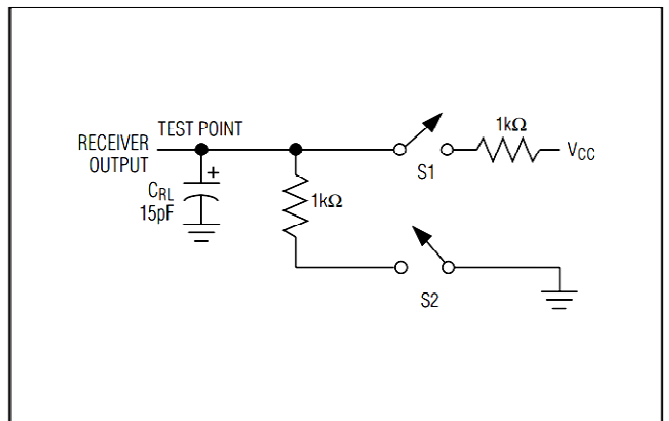 RECEIVER
OUTPUT
TEST POINT
+
CRL
15pF
1kΩ
S1
1kΩ
VCC
S2